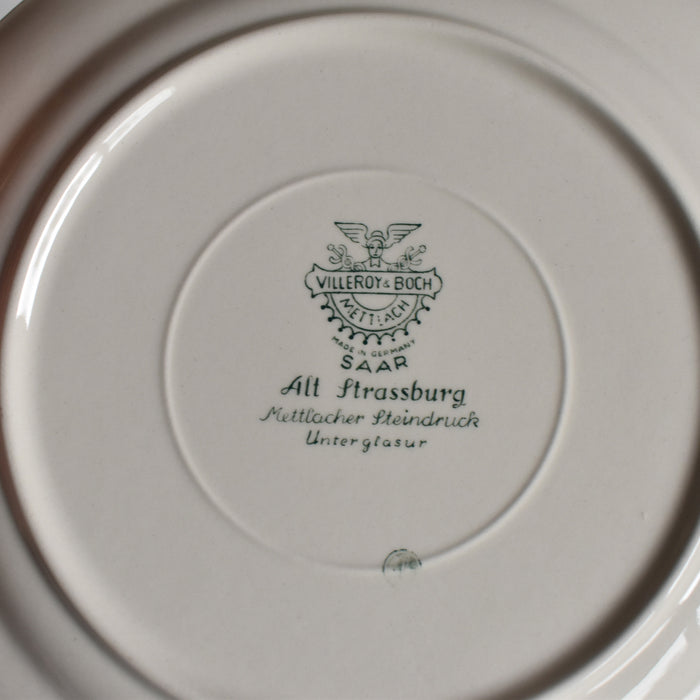 VILLEROY & BOCH
METTLACH
MADE IN GERMANY
SAAR
Alt Strassburg
Mettlacher Steindruck
Unterglasur